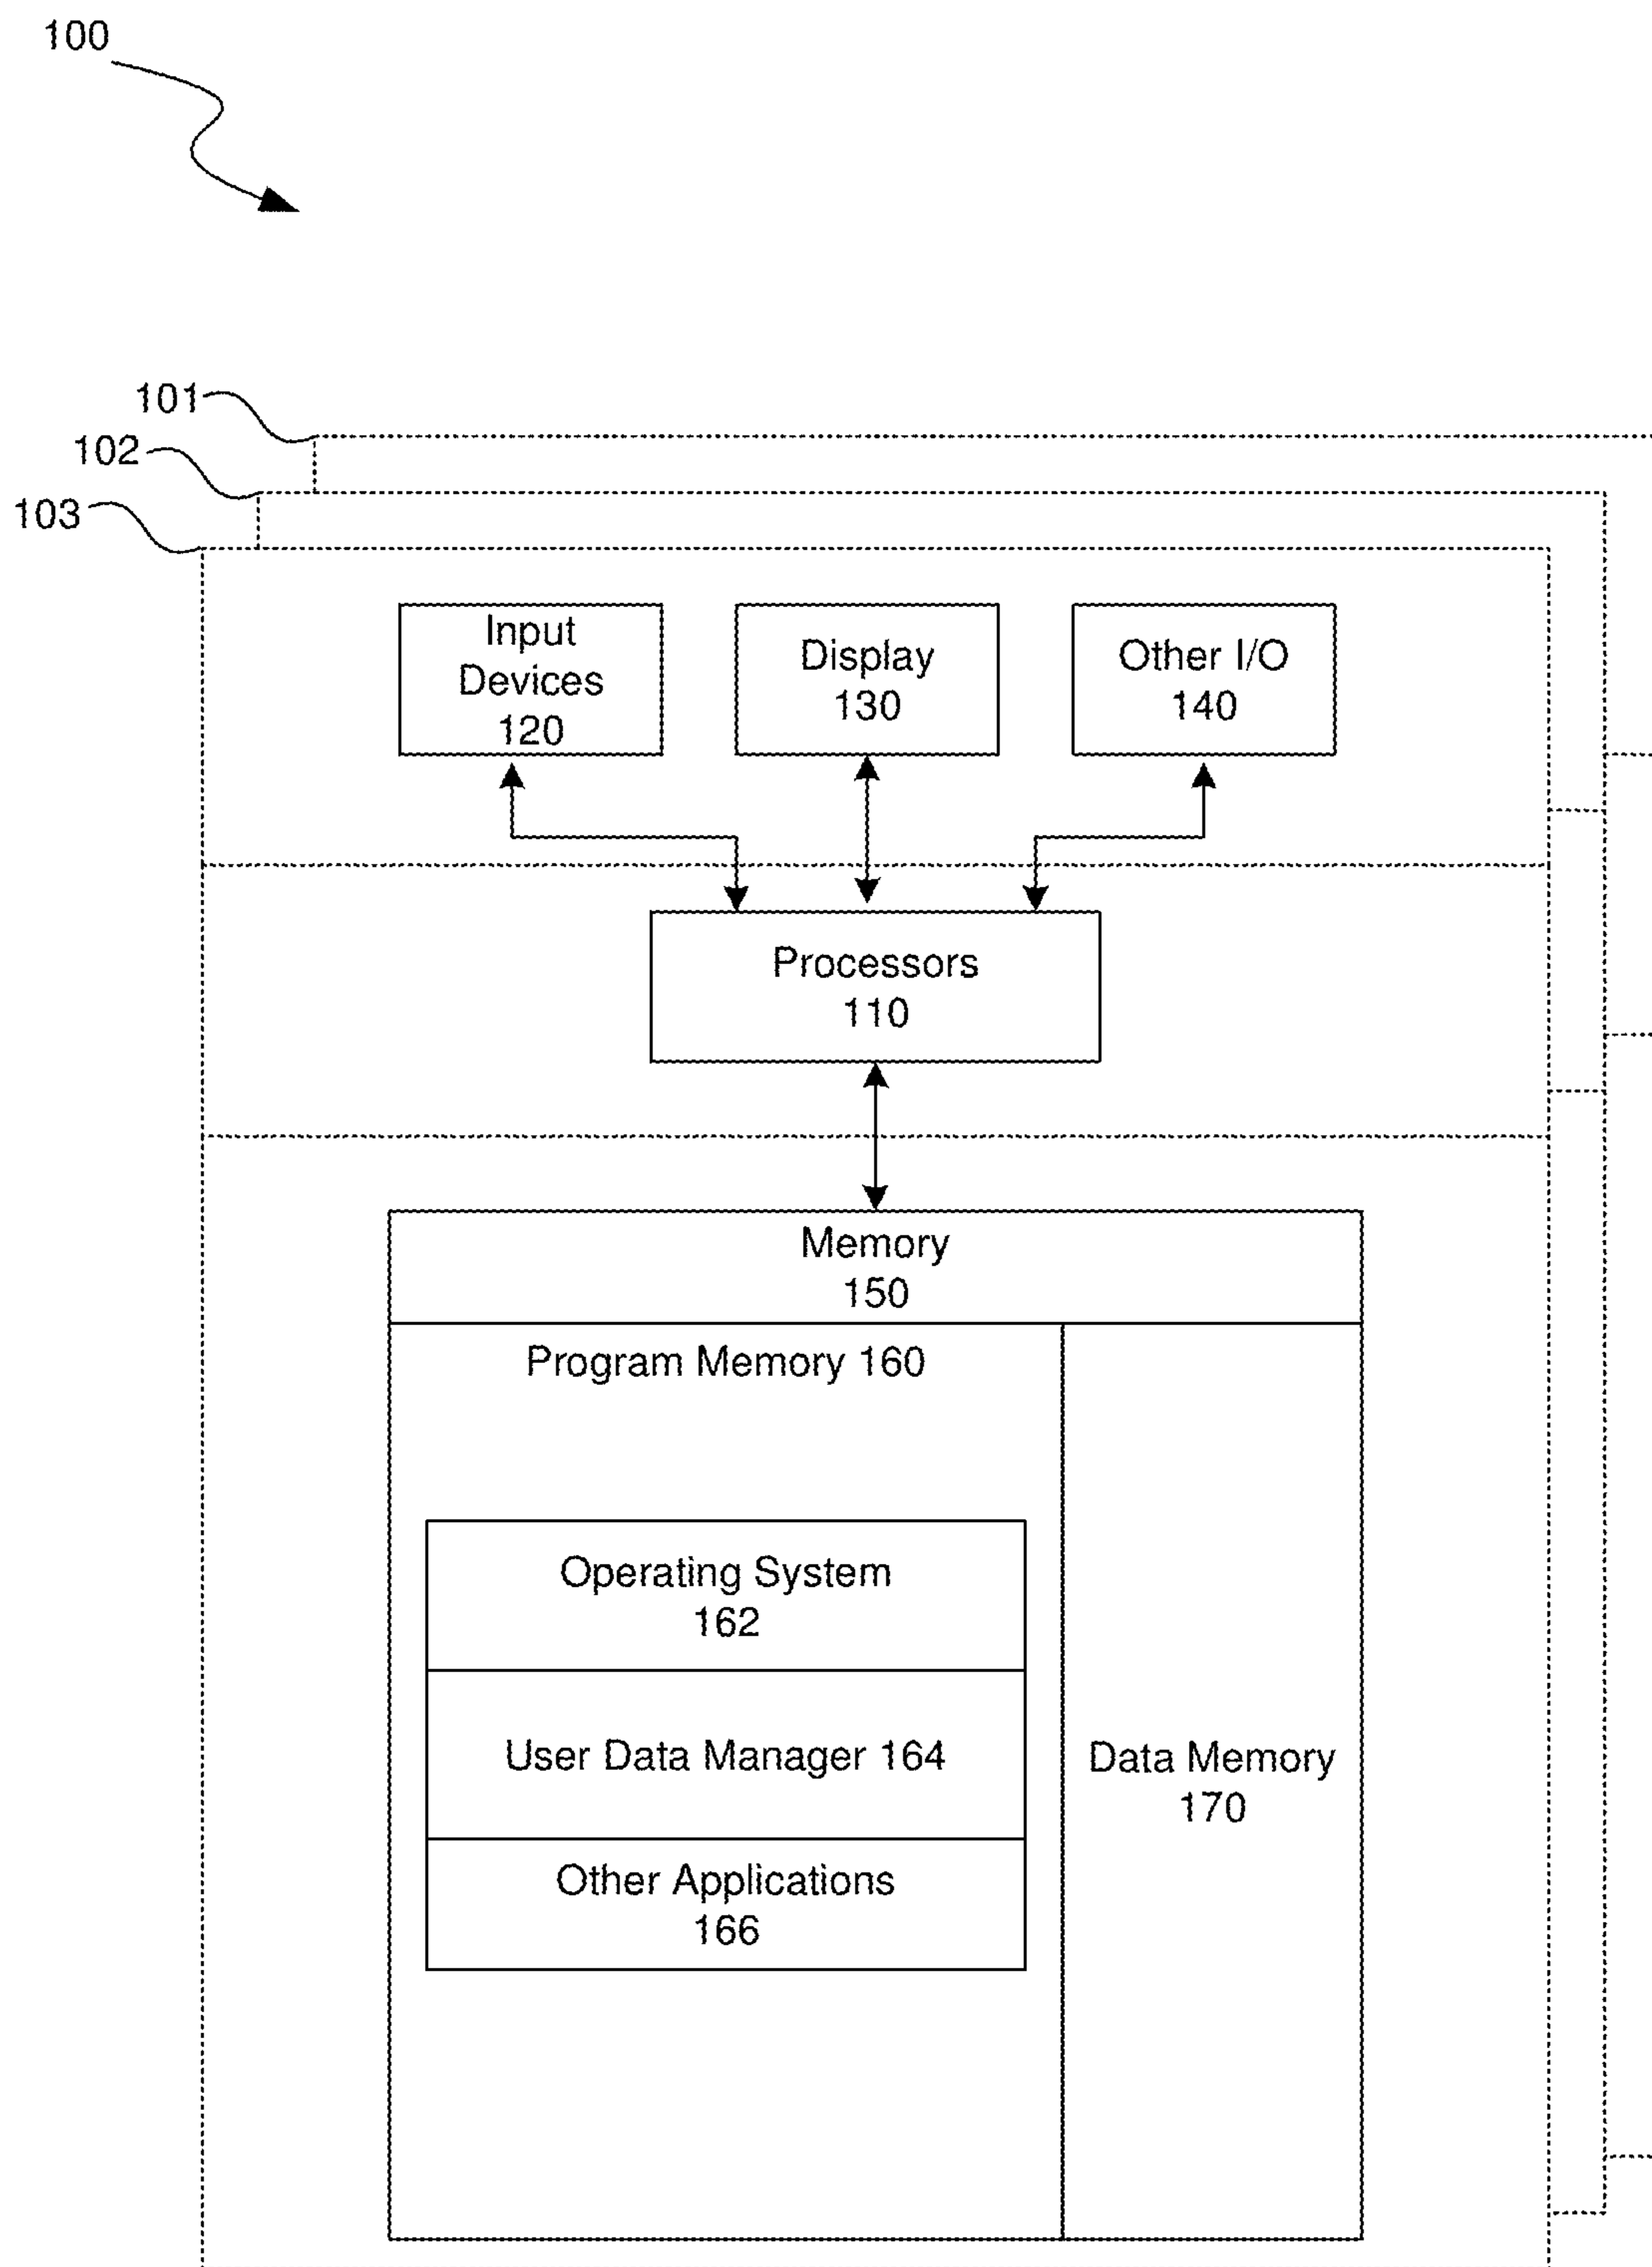 100
101
102
103
Input
Devices
120
Display
130
Other I/O
140
Processors
110
Memory
150
Program Memory 160
Operating System
162
User Data Manager 164
Other Applications
166
Data Memory
170